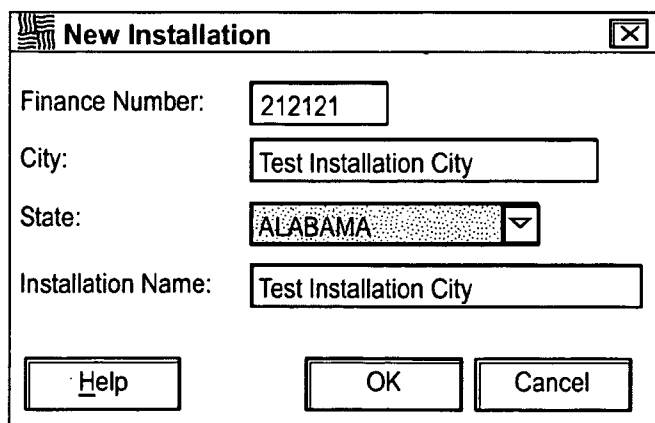 New Installation
Finance Number: 212121
City: Test Installation City
State: ALABAMA
Installation Name: Test Installation City
Help OK Cancel